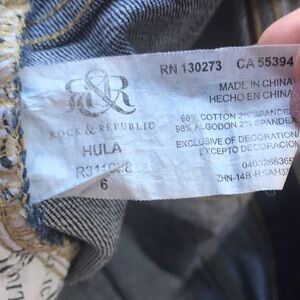 RN 130273 CA 55394
R&R
ROCK & REPUBLIC
HULA
6
MADE IN CHINA
HECHO EN CHINA
98% COTTON 2% SPANDEX
98% ALGODON 2% SPANDEX
EXCLUSIVE OF DECORATION
EXCEPTO DECORACION